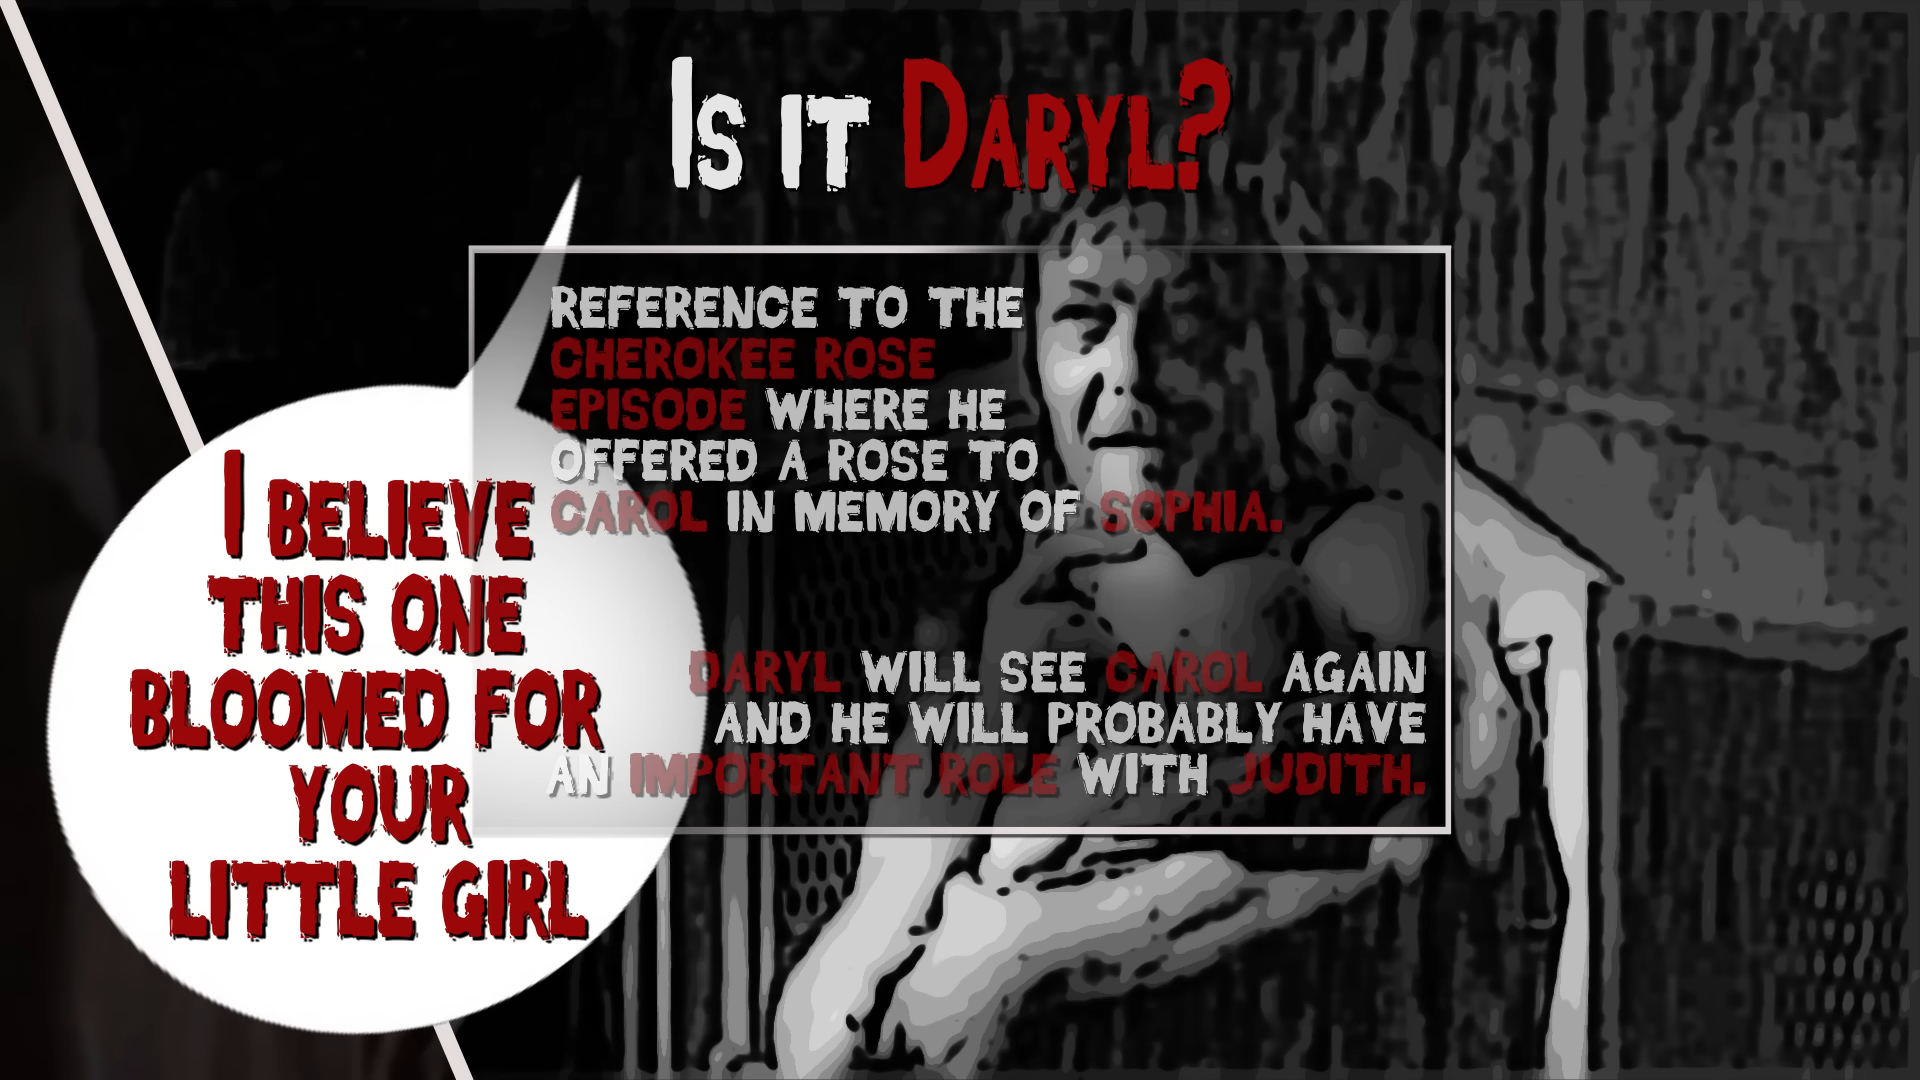 Is it Daryl?
Reference to the
Cherokee Rose
episode where he
offered a rose to
Carol in memory of Sophia.
I believe
this one
bloomed for
your
little girl
Daryl will see Carol again
and he will probably have
an important role with Judith.